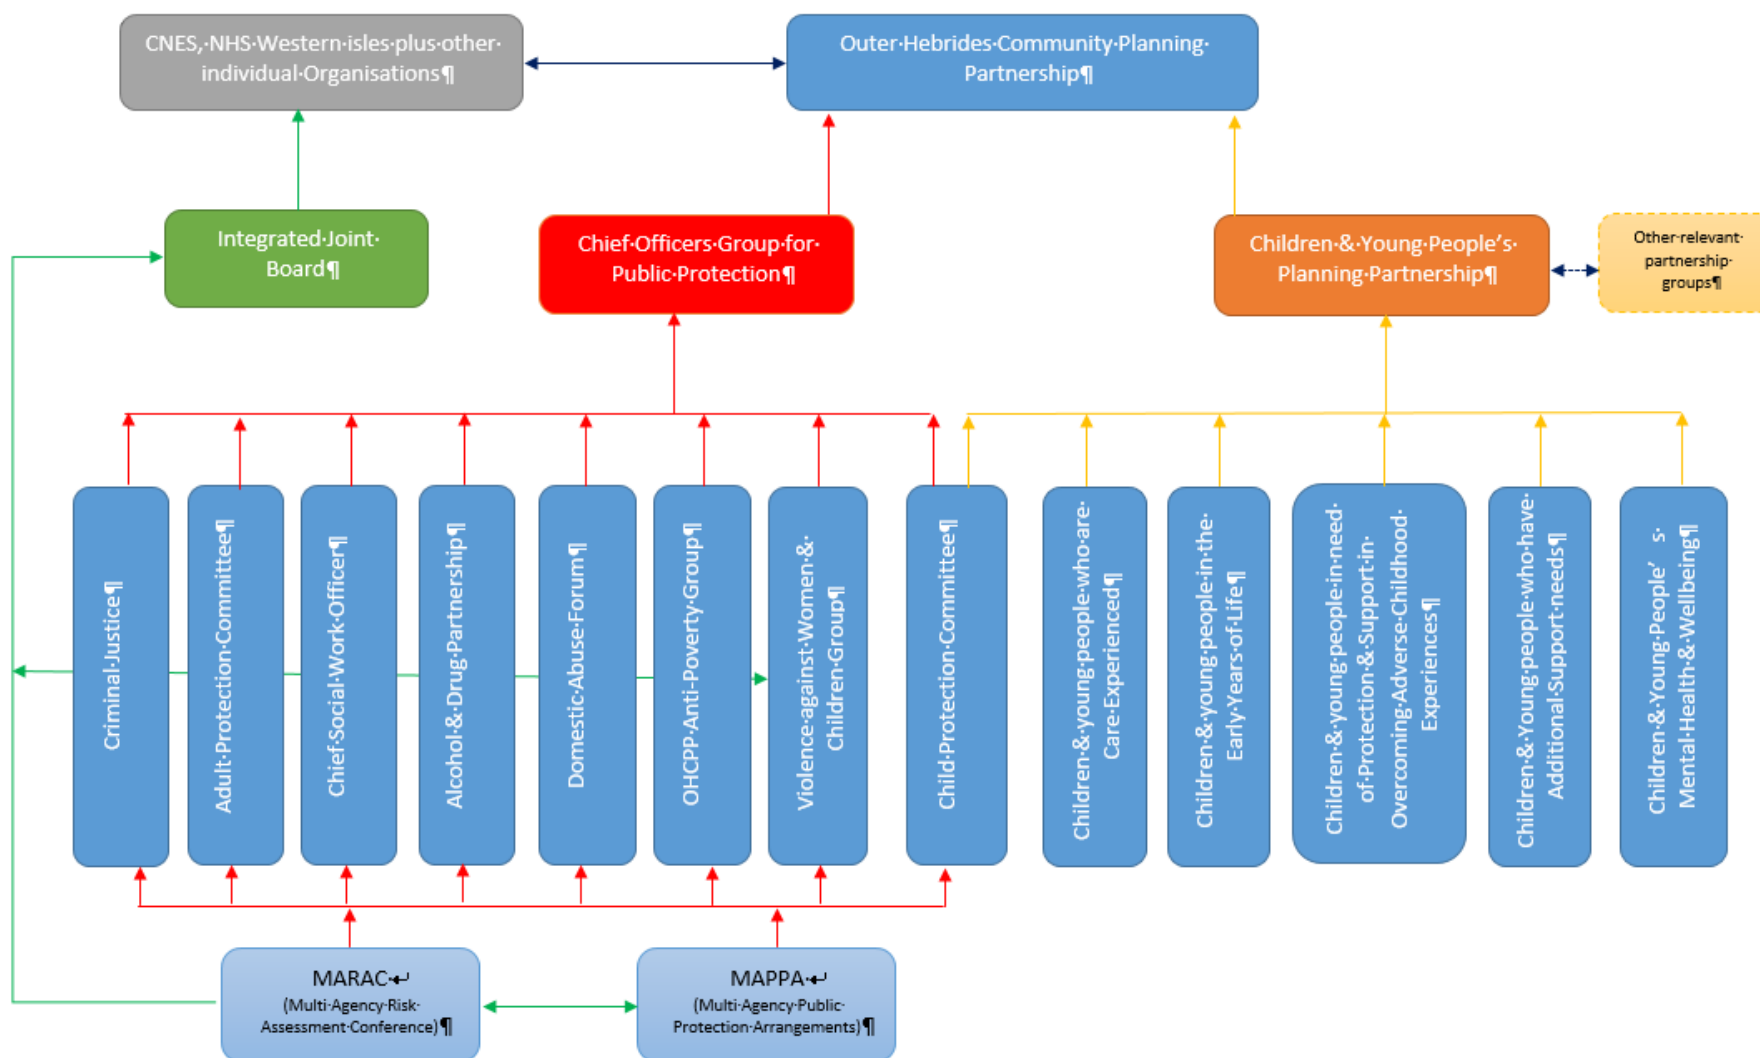 CNES,·NHS·Western·isles·plus·other·
individual·Organisations¶
Outer·Hebrides·Community·Planning·
Partnership¶
Integrated·Joint·
Board¶
Chief·Officers·Group·for·
Public·Protection¶
Children·&·Young·People's·
Planning·Partnership¶
Other·relevant·
partnership·
groups¶
Criminal·Justice¶
Adult·Protection·Committee¶
Chief·Social·Work·Officer¶
Alcohol·&·Drug·Partnership¶
Domestic·Abuse·Forum¶
OHCPP·Anti-Poverty·Group¶
Violence·against·Women·&·
Children·Group¶
Child·Protection·Committee¶
Children·&·young·people·who·are·
Care·Experienced¶
Children·&·young·people·in·the·
Early·Years·of·Life¶
Children·&·young·people·in·need·
of·Protection·&·Support·in·
Overcoming·Adverse·Childhood·
Experiences¶
Children·&·Young·people·who·have·
Additional·Support·needs¶
Children·&·Young·People's·
Mental·Health·&·Wellbeing¶
MARAC·↵
(Multi·Agency·Risk·
Assessment·Conference)¶
MAPPA·↵
(Multi·Agency·Public·
Protection·Arrangements)¶